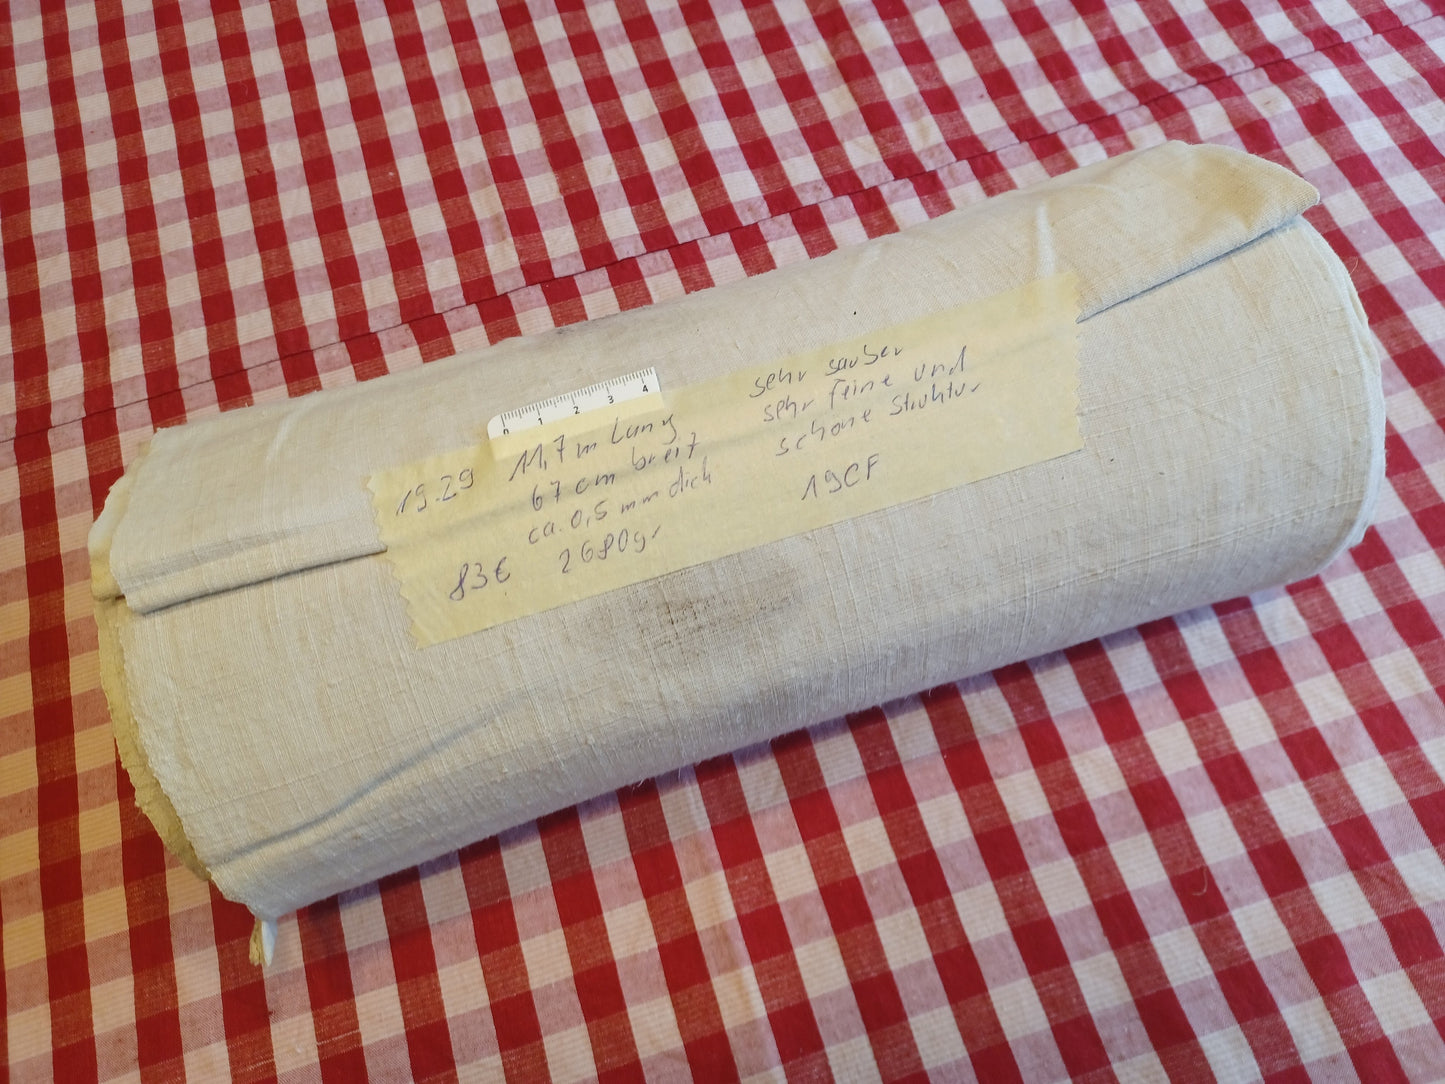 0 1 2 3 4
19.29 11,7 m Lang
67 cm breit
ca. 0,5 mm dick
83€ 2680gr
sehr sauber
sehr feine und
schöne Struktur
19CF